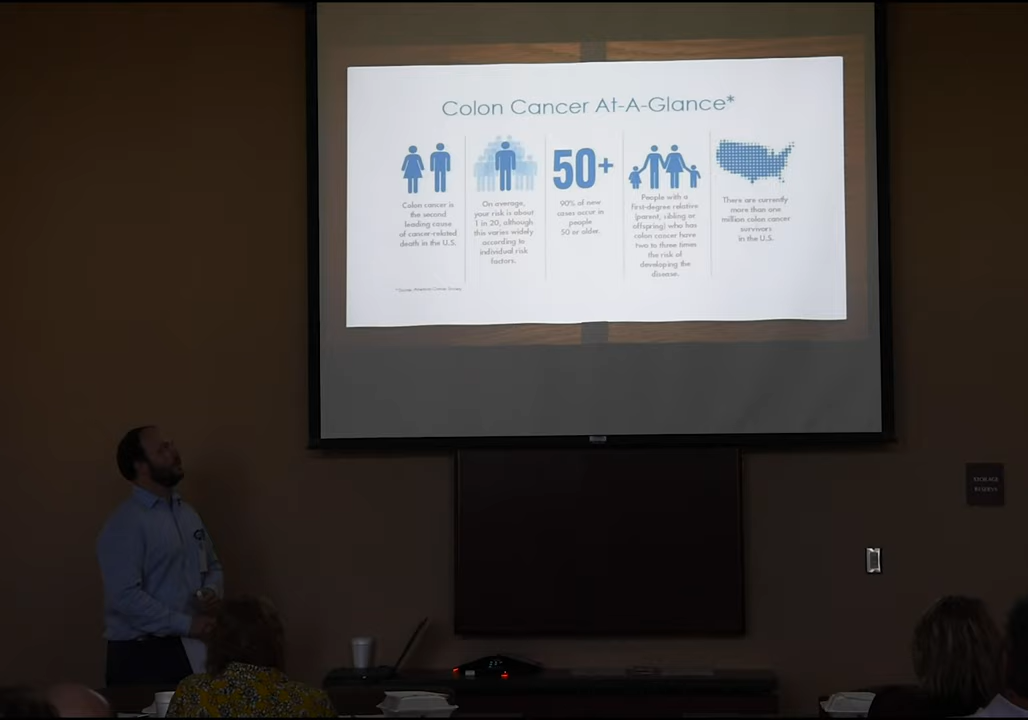 Colon Cancer At-A-Glance*
Colon cancer is
the second
leading cause
of cancer-related
death in the U.S.
On average,
your risk is about
1 in 20, although
this varies widely
according to
individual risk
factors.
50+
90% of new
cases occur in
people
50 or older.
People with a
first-degree relative
(parent, sibling or
offspring) who has
colon cancer have
two to three times
the risk of
developing the
disease.
There are currently
more than one
million colon cancer
survivors
in the U.S.